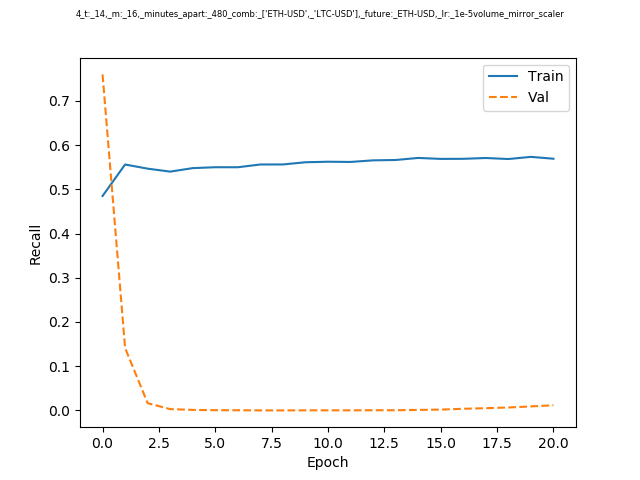 4_t:_14,_m:_16,_minutes_apart:_480_comb:_['ETH-USD',_'LTC-USD'],_future:_ETH-USD,_lr:_1e-5volume_mirror_scaler
Train
Val
0.7
0.6
0.5
0.4
0.3
0.2
0.1
0.0
Recall
0.0 2.5 5.0 7.5 10.0 12.5 15.0 17.5 20.0
Epoch